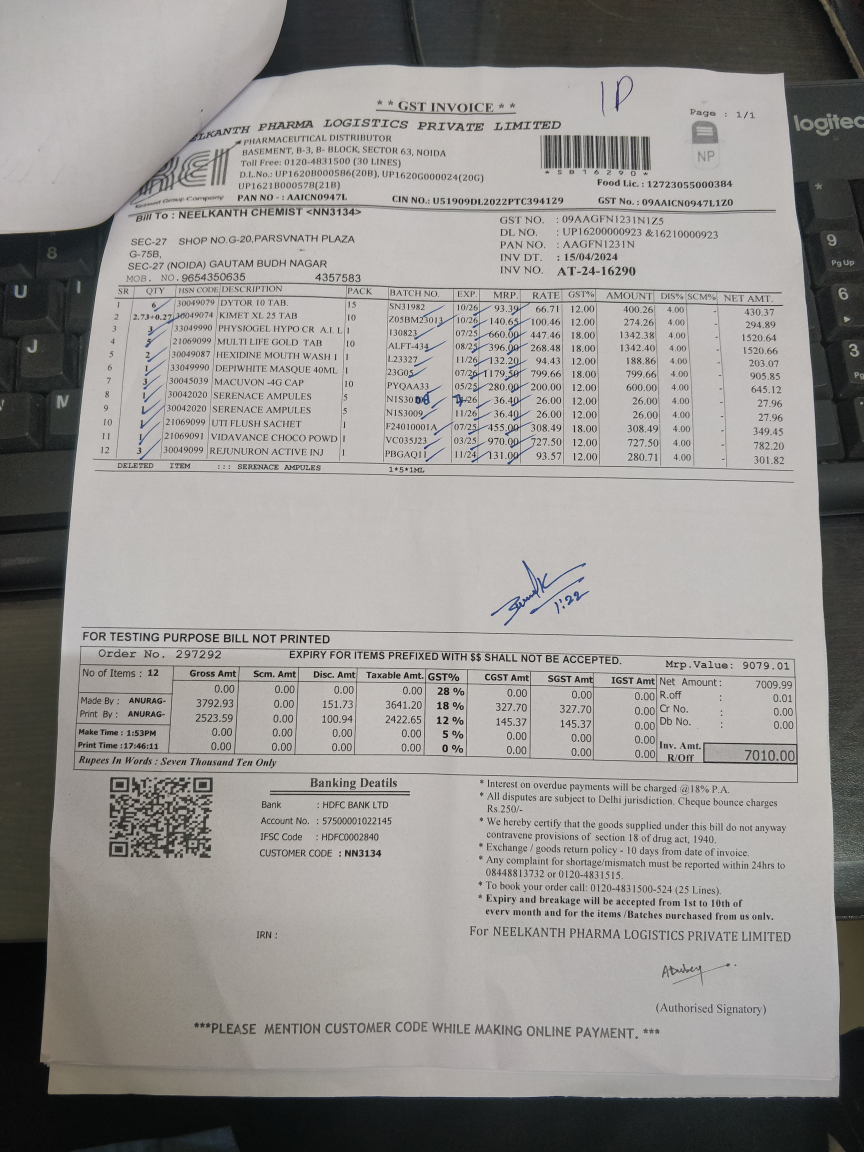 1P
* * GST INVOICE * *
Page : 1/1
ELKANTH PHARMA LOGISTICS PRIVATE LIMITED
PHARMACEUTICAL DISTRIBUTOR
BASEMENT, B-3, B- BLOCK, SECTOR 63, NOIDA
Toll Free: 0120-4831500 (30 LINES)
D.L.No.: UP1620B000586(20B), UP1620G000024(20G)
UP1621B000578(21B)
PAN NO - : AAICN0947L
CIN NO.: U51909DL2022PTC394129
NP
*SB16290*
Food Lic. : 12723055000384
GST No. : 09AAICN0947L1Z0
Group Company
logitec
Bill To : NEELKANTH CHEMIST <NN3134>
SEC-27 SHOP NO.G-20,PARSVNATH PLAZA
G-75B,
SEC-27 (NOIDA) GAUTAM BUDH NAGAR
MOB. NO.9654350635 4357583
GST NO. : 09AAGFN1231N1Z5
DL NO. : UP16200000923 &16210000923
PAN NO. : AAGFN1231N
INV DT. : 15/04/2024
INV NO. AT-24-16290
SR QTY HSN CODE DESCRIPTION PACK BATCH NO. EXP. MRP. RATE GST% AMOUNT DIS% SCM% NET AMT.
1 6 30049079 DYTOR 10 TAB. 15 SN31982 10/26 93.39 66.71 12.00 400.26 4.00 - 430.37
2 2.73+0.27 30049074 KIMET XL 25 TAB 10 Z05BM23013 10/26 140.65 100.46 12.00 274.26 4.00 - 294.89
3 3 33049990 PHYSIOGEL HYPO CR A.I. L 1 130823 07/25 660.00 447.46 18.00 1342.38 4.00 - 1520.64
4 5 21069099 MULTI LIFE GOLD TAB 10 ALFT-434 08/25 396.00 268.48 18.00 1342.40 4.00 - 1520.66
5 2 30049087 HEXIDINE MOUTH WASH 1 1 L23327 11/26 132.20 94.43 12.00 188.86 4.00 - 203.07
6 1 33049990 DEPIWHITE MASQUE 40ML 1 23G05 07/26 1179.50 799.66 18.00 799.66 4.00 - 905.85
7 3 30045039 MACUVON -4G CAP 10 PYQAA33 05/25 280.00 200.00 12.00 600.00 4.00 - 645.12
8 1 30042020 SERENACE AMPULES 5 36.40 26.00 12.00 26.00 4.00 - 27.96
9 1 30042020 SERENACE AMPULES 5 N1S3009 11/26 36.40 26.00 12.00 26.00 4.00 - 27.96
10 1 21069099 UTI FLUSH SACHET 1 F24010001A 07/25 455.00 308.49 18.00 308.49 4.00 - 349.45
11 1 21069091 VIDAVANCE CHOCO POWD 1 VC035J23 03/25 970.00 727.50 12.00 727.50 4.00 - 782.20
12 3 30049099 REJUNURON ACTIVE INJ 1 PBGAQ11 11/24 131.00 93.57 12.00 280.71 4.00 - 301.82
DELETED ITEM ::: SERENACE AMPULES 1*5*1ML
1:22
FOR TESTING PURPOSE BILL NOT PRINTED
Order No. 297292 EXPIRY FOR ITEMS PREFIXED WITH $$ SHALL NOT BE ACCEPTED. Mrp.Value: 9079.01
No of Items : 12 Gross Amt Scm. Amt Disc. Amt Taxable Amt. GST% CGST Amt SGST Amt IGST Amt Net Amount : 7009.99
0.00 0.00 0.00 0.00 28 % 0.00 0.00 0.00 R.off : 0.01
Made By : ANURAG- 3792.93 0.00 151.73 3641.20 18 % 327.70 327.70 0.00 Cr No. : 0.00
Print By : ANURAG- 2523.59 0.00 100.94 2422.65 12 % 145.37 145.37 0.00 Db No. : 0.00
Make Time : 1:53PM 0.00 0.00 0.00 0.00 5 % 0.00 0.00 0.00
Print Time :17:46:11 0.00 0.00 0.00 0.00 0 % 0.00 0.00 0.00 Inv. Amt. R/Off 7010.00
Rupees In Words : Seven Thousand Ten Only
Banking Deatils
Bank : HDFC BANK LTD
Account No. : 57500001022145
IFSC Code : HDFC0002840
CUSTOMER CODE : NN3134
* Interest on overdue payments will be charged @18% P.A.
* All disputes are subject to Delhi jurisdiction. Cheque bounce charges
Rs.250/-
* We hereby certify that the goods supplied under this bill do not anyway
contravene provisions of section 18 of drug act, 1940.
* Exchange / goods return policy - 10 days from date of invoice.
* Any complaint for shortage/mismatch must be reported within 24hrs to
08448813732 or 0120-4831515.
* To book your order call: 0120-4831500-524 (25 Lines).
* Expiry and breakage will be accepted from 1st to 10th of
every month and for the items /Batches purchased from us only.
IRN :
For NEELKANTH PHARMA LOGISTICS PRIVATE LIMITED
ADubey
(Authorised Signatory)
***PLEASE MENTION CUSTOMER CODE WHILE MAKING ONLINE PAYMENT. ***